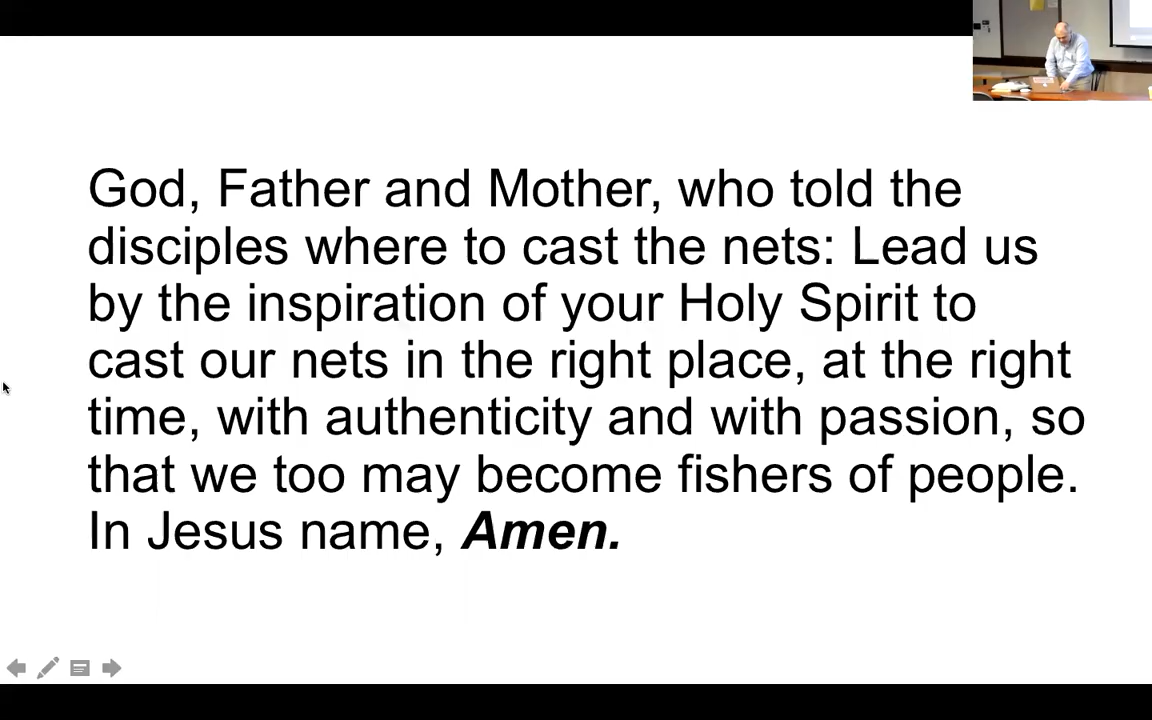 God, Father and Mother, who told the
disciples where to cast the nets: Lead us
by the inspiration of your Holy Spirit to
cast our nets in the right place, at the right
time, with authenticity and with passion, so
that we too may become fishers of people.
In Jesus name, Amen.